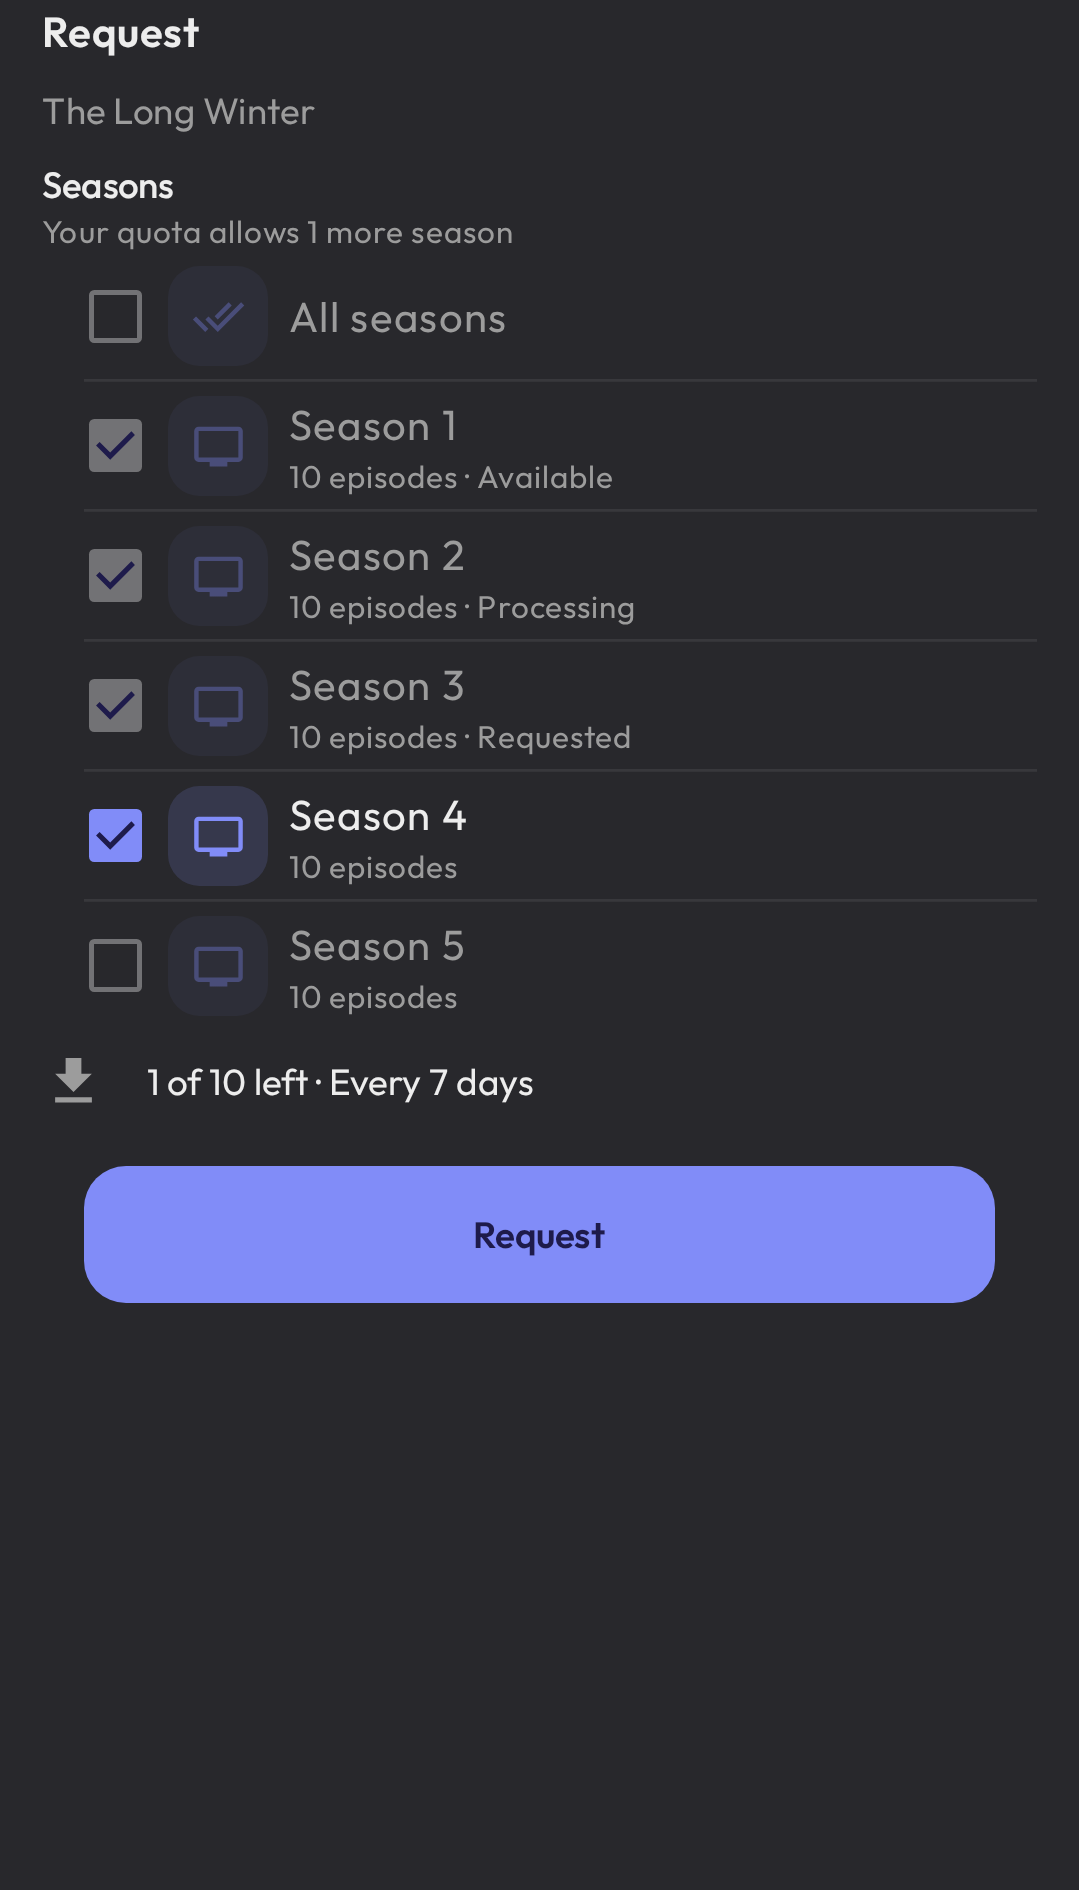 Request
The Long Winter
Seasons
Your quota allows 1 more season
All seasons
Season 1
10 episodes · Available
Season 2
10 episodes · Processing
Season 3
10 episodes · Requested
Season 4
10 episodes
Season 5
10 episodes
1 of 10 left · Every 7 days
Request